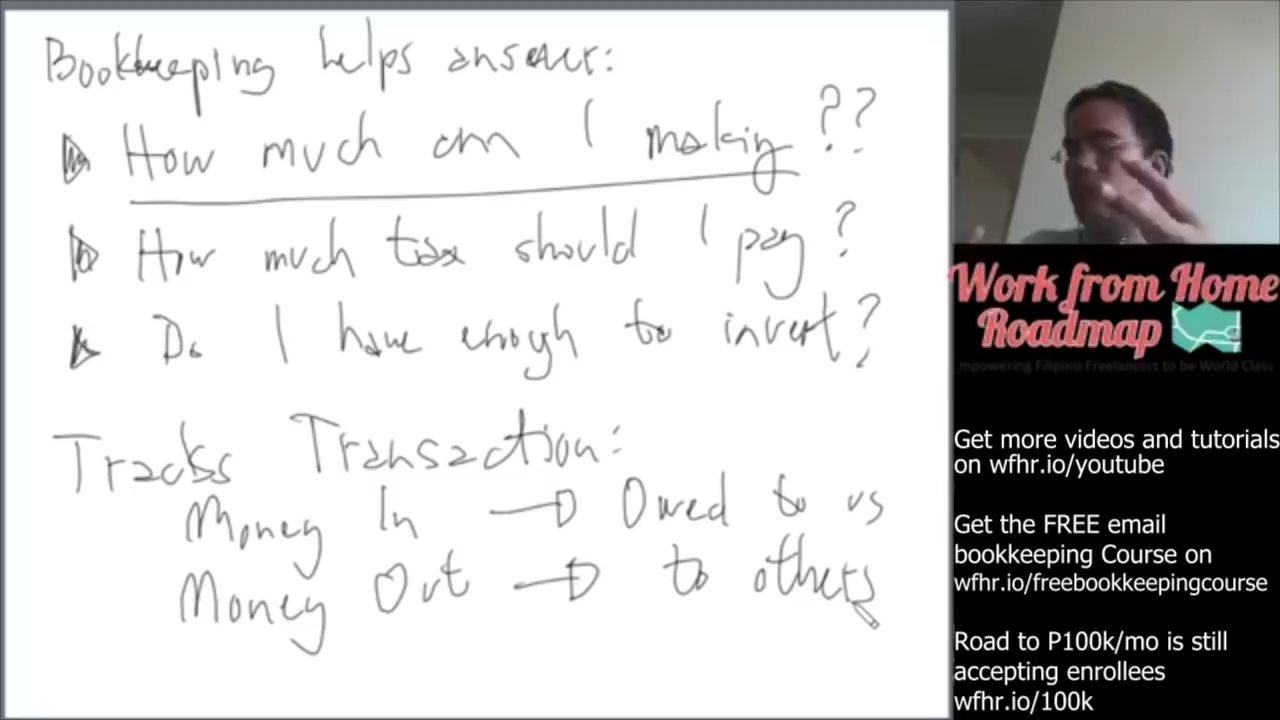 Bookkeeping helps answer:
How much am I making ??
How much tax should I pay?
Do I have enough to invest?
Tracks Transaction:
Money In → Owed to us
Money Out → to others
Work from Home
Roadmap
empowering Filipino Freelancers to be World Class
Get more videos and tutorials
on wfhr.io/youtube
Get the FREE email
bookkeeping Course on
wfhr.io/freebookkeepingcourse
Road to P100k/mo is still
accepting enrollees
wfhr.io/100k